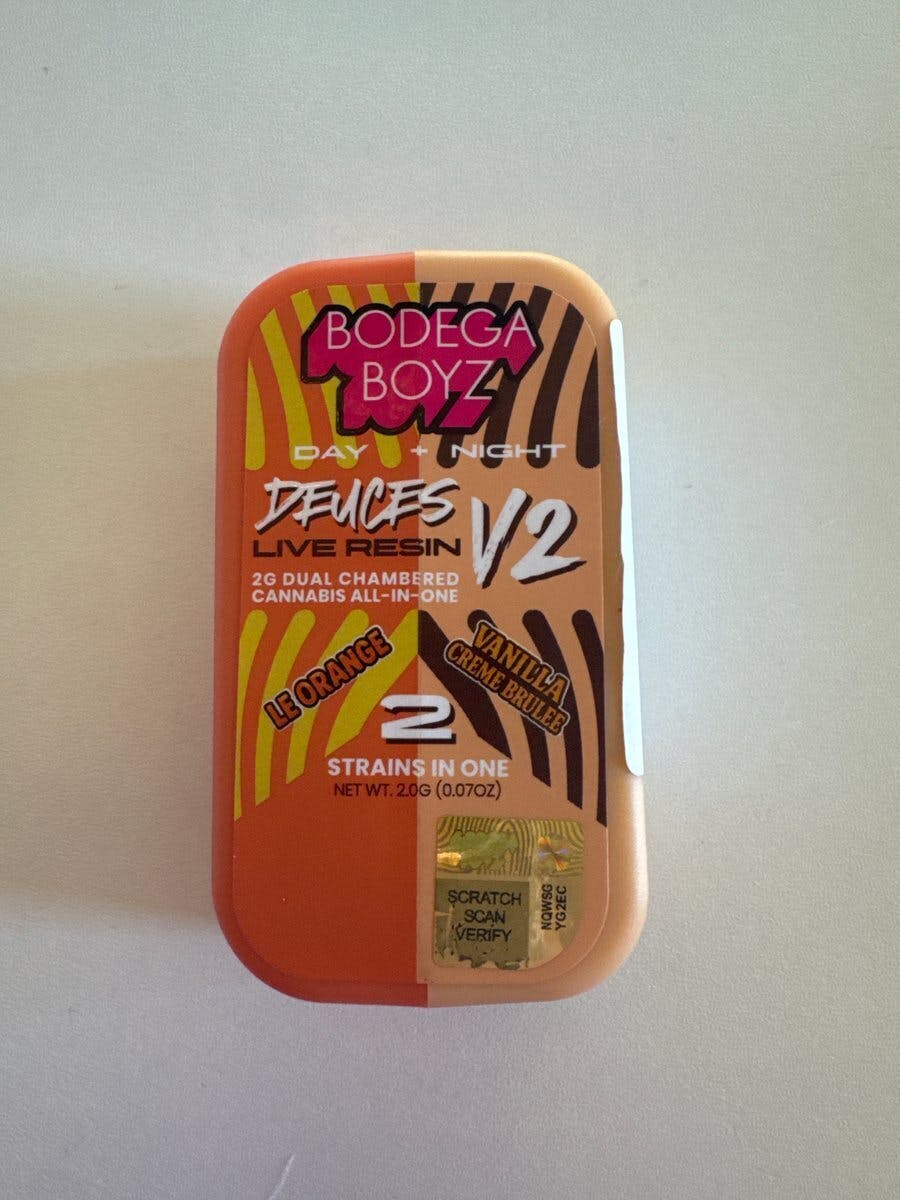 BODEGA
BOYZ
DAY + NIGHT
DEUCES
V2
LIVE RESIN
2G DUAL CHAMBERED
CANNABIS ALL-IN-ONE
LE ORANGE
VANILLA
CREME BRULEE
2
STRAINS IN ONE
NET WT. 2.0G (0.07OZ)
SCRATCH
SCAN
VERIFY
NQWSG
YG2EC